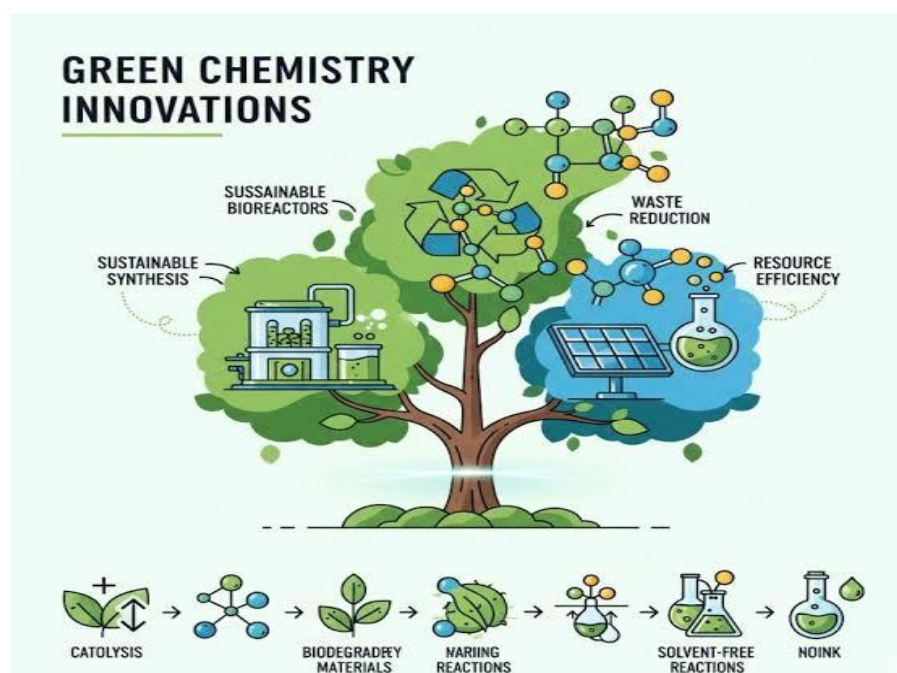 GREEN CHEMISTRY
INNOVATIONS
SUSSAINABLE
BIOREACTORS
WASTE
REDUCTION
SUSTAINABLE
SYNTHESIS
RESOURCE
EFFICIENCY
CATOLYSIS
BIODEGRADЕY
MATERIALS
NARIING
REACTIONS
SOLVENT-FREE
REACTIONS
NOINK